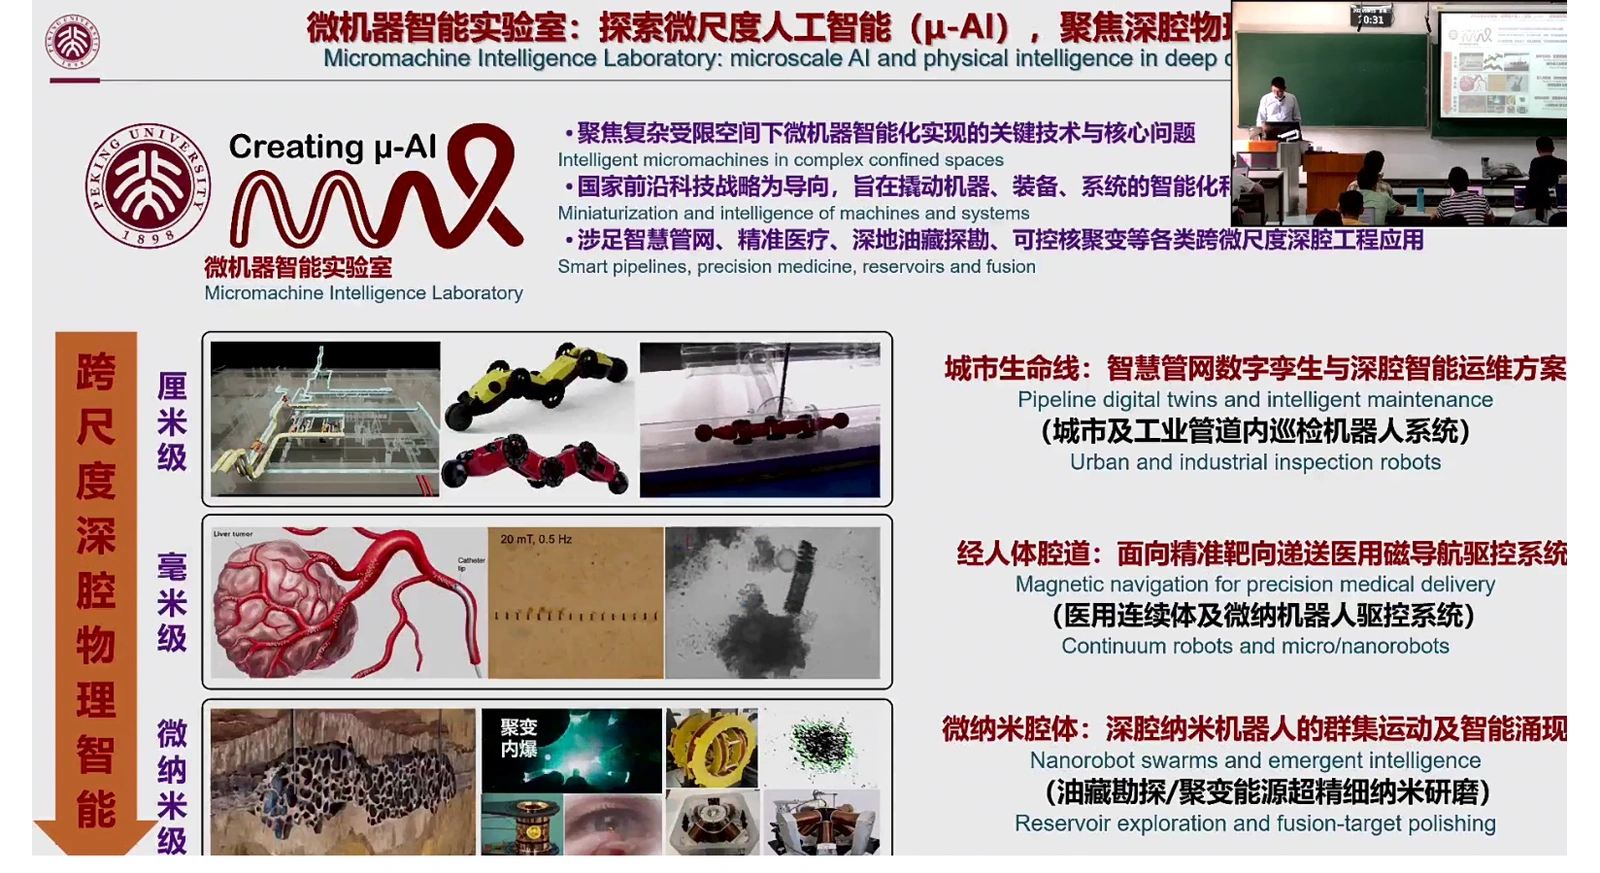 微机器智能实验室：探索微尺度人工智能（μ-AI），聚焦深腔物
Micromachine Intelligence Laboratory: microscale AI and physical intelligence in deep
10:31
PEKING UNIVERSITY
1898
Creating μ-AI
微机器智能实验室
Micromachine Intelligence Laboratory
•聚焦复杂受限空间下微机器智能化实现的关键技术与核心问题
Intelligent micromachines in complex confined spaces
•国家前沿科技战略为导向，旨在撬动机器、装备、系统的智能化
Miniaturization and intelligence of machines and systems
•涉足智慧管网、精准医疗、深地油藏探勘、可控核聚变等各类跨微尺度深腔工程应用
Smart pipelines, precision medicine, reservoirs and fusion
跨尺度深腔物理智能
厘米级
城市生命线：智慧管网数字孪生与深腔智能运维方案
Pipeline digital twins and intelligent maintenance
（城市及工业管道内巡检机器人系统）
Urban and industrial inspection robots
毫米级
Liver tumor
Catheter
tip
20 mT, 0.5 Hz
经人体腔道：面向精准靶向递送医用磁导航驱控系统
Magnetic navigation for precision medical delivery
（医用连续体及微纳机器人驱控系统）
Continuum robots and micro/nanorobots
微纳米级
聚变
内爆
微纳米腔体：深腔纳米机器人的群集运动及智能涌现
Nanorobot swarms and emergent intelligence
（油藏勘探/聚变能源超精细纳米研磨）
Reservoir exploration and fusion-target polishing